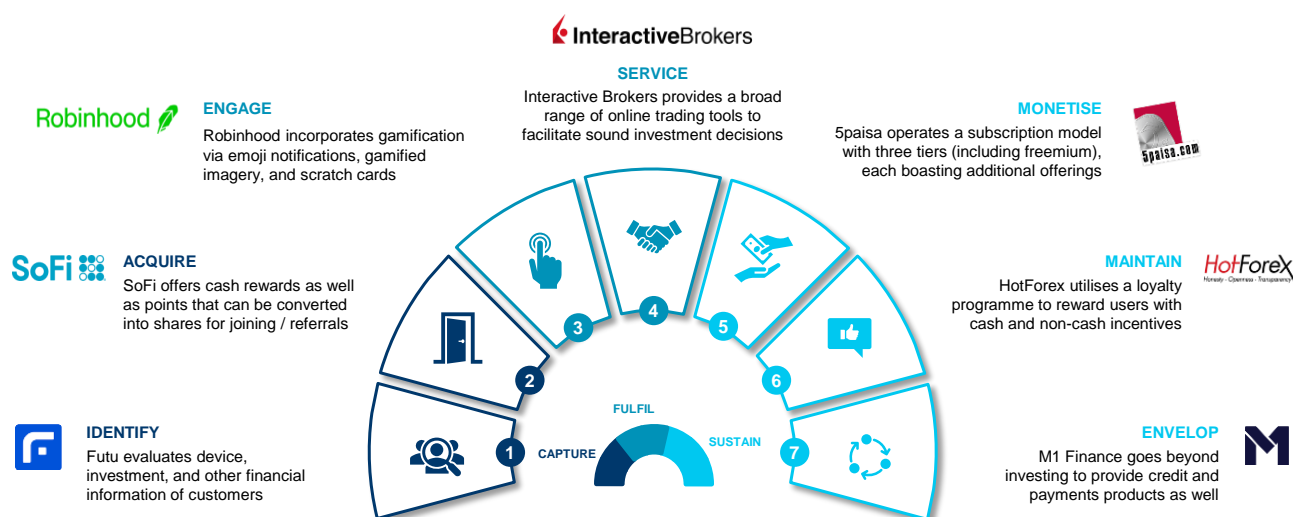 InteractiveBrokers
SERVICE
Interactive Brokers provides a broad
range of online trading tools to
facilitate sound investment decisions
Robinhood
ENGAGE
Robinhood incorporates gamification
via emoji notifications, gamified
imagery, and scratch cards
MONETISE
5paisa operates a subscription model
with three tiers (including freemium),
each boasting additional offerings
5paisa.com
SoFi
ACQUIRE
SoFi offers cash rewards as well
as points that can be converted
into shares for joining / referrals
MAINTAIN
HotForex utilises a loyalty
programme to reward users with
cash and non-cash incentives
HotForeX
Honesty - Openness - Transparency
IDENTIFY
Futu evaluates device,
investment, and other financial
information of customers
ENVELOP
M1 Finance goes beyond
investing to provide credit and
payments products as well
1
2
3
4
5
6
7
CAPTURE
FULFIL
SUSTAIN